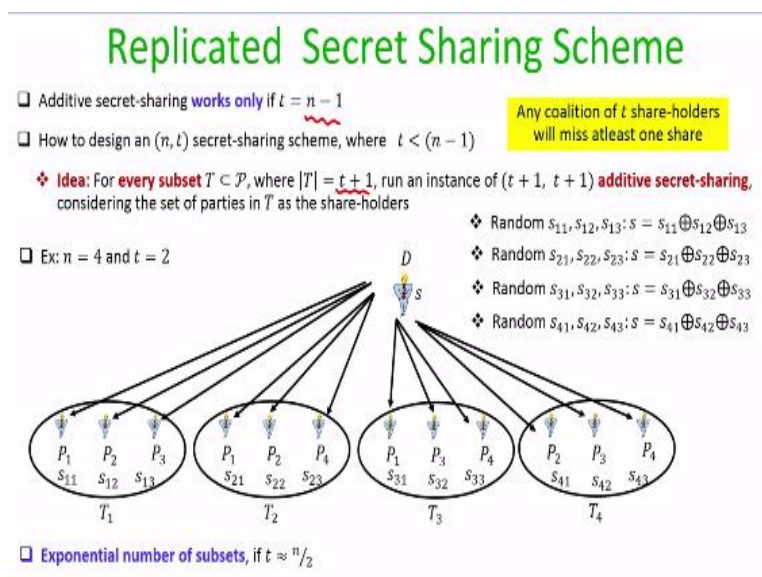 Replicated Secret Sharing Scheme
❑ Additive secret-sharing works only if t = n − 1
Any coalition of t share-holders
will miss atleast one share
❑ How to design an (n, t) secret-sharing scheme, where t < (n − 1)
❖ Idea: For every subset T ⊂ 𝒫, where |T| = t + 1, run an instance of (t + 1, t + 1) additive secret-sharing,
considering the set of parties in T as the share-holders
❖ Random s₁₁, s₁₂, s₁₃: s = s₁₁⊕s₁₂⊕s₁₃
❑ Ex: n = 4 and t = 2
D
❖ Random s₂₁, s₂₂, s₂₃: s = s₂₁⊕s₂₂⊕s₂₃
s
❖ Random s₃₁, s₃₂, s₃₃: s = s₃₁⊕s₃₂⊕s₃₃
❖ Random s₄₁, s₄₂, s₄₃: s = s₄₁⊕s₄₂⊕s₄₃
P₁ P₂ P₃ P₁ P₂ P₄ P₁ P₃ P₄ P₂ P₃ P₄
s₁₁ s₁₂ s₁₃ s₂₁ s₂₂ s₂₃ s₃₁ s₃₂ s₃₃ s₄₁ s₄₂ s₄₃
T₁ T₂ T₃ T₄
❑ Exponential number of subsets, if t ≈ n/2